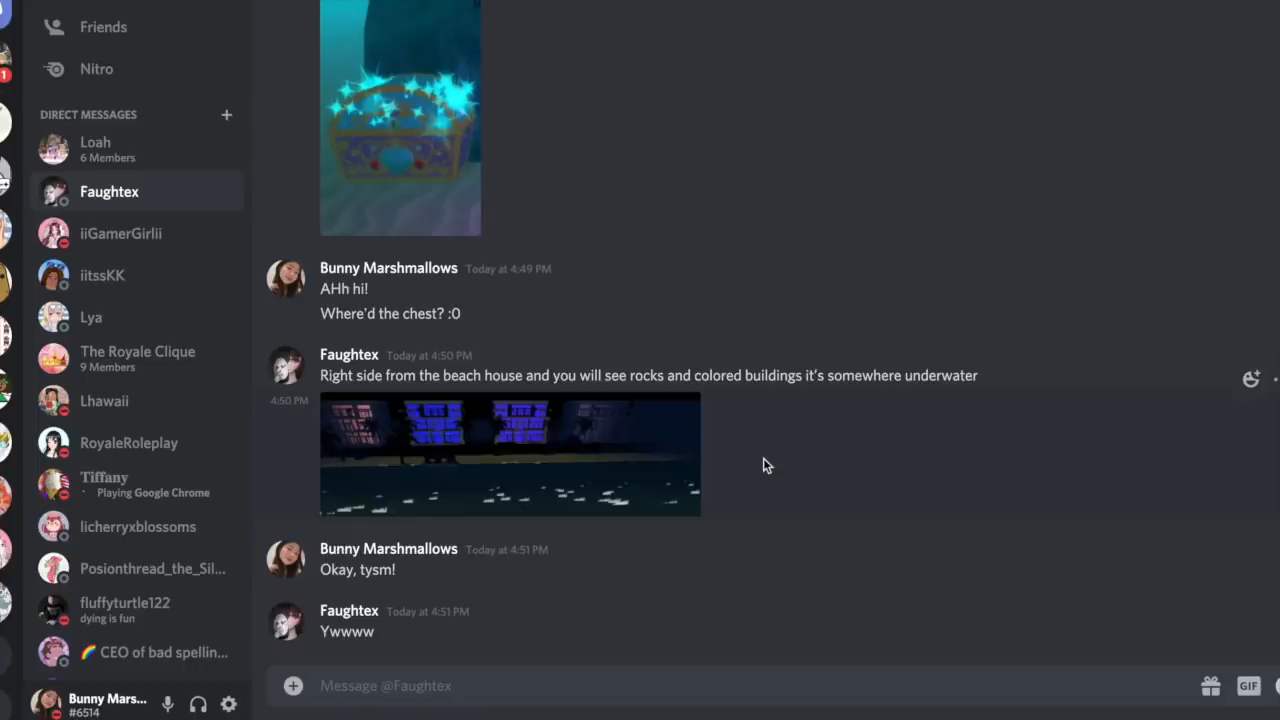 Friends
Nitro
DIRECT MESSAGES
Loah
6 Members
Faughtex
iiGamerGirlii
iitssKK
Lya
The Royale Clique
9 Members
Lhawaii
RoyaleRoleplay
Tiffany
Playing Google Chrome
licherryxblossoms
Posionthread_the_Sil...
fluffyturtle122
dying is fun
CEO of bad spellin...
Bunny Mars...
#6514
1
Bunny Marshmallows Today at 4:49 PM
AHh hi!
Where'd the chest? :0
Faughtex Today at 4:50 PM
Right side from the beach house and you will see rocks and colored buildings it's somewhere underwater
4:50 PM
Bunny Marshmallows Today at 4:51 PM
Okay, tysm!
Faughtex Today at 4:51 PM
Ywwww
Message @Faughtex
GIF